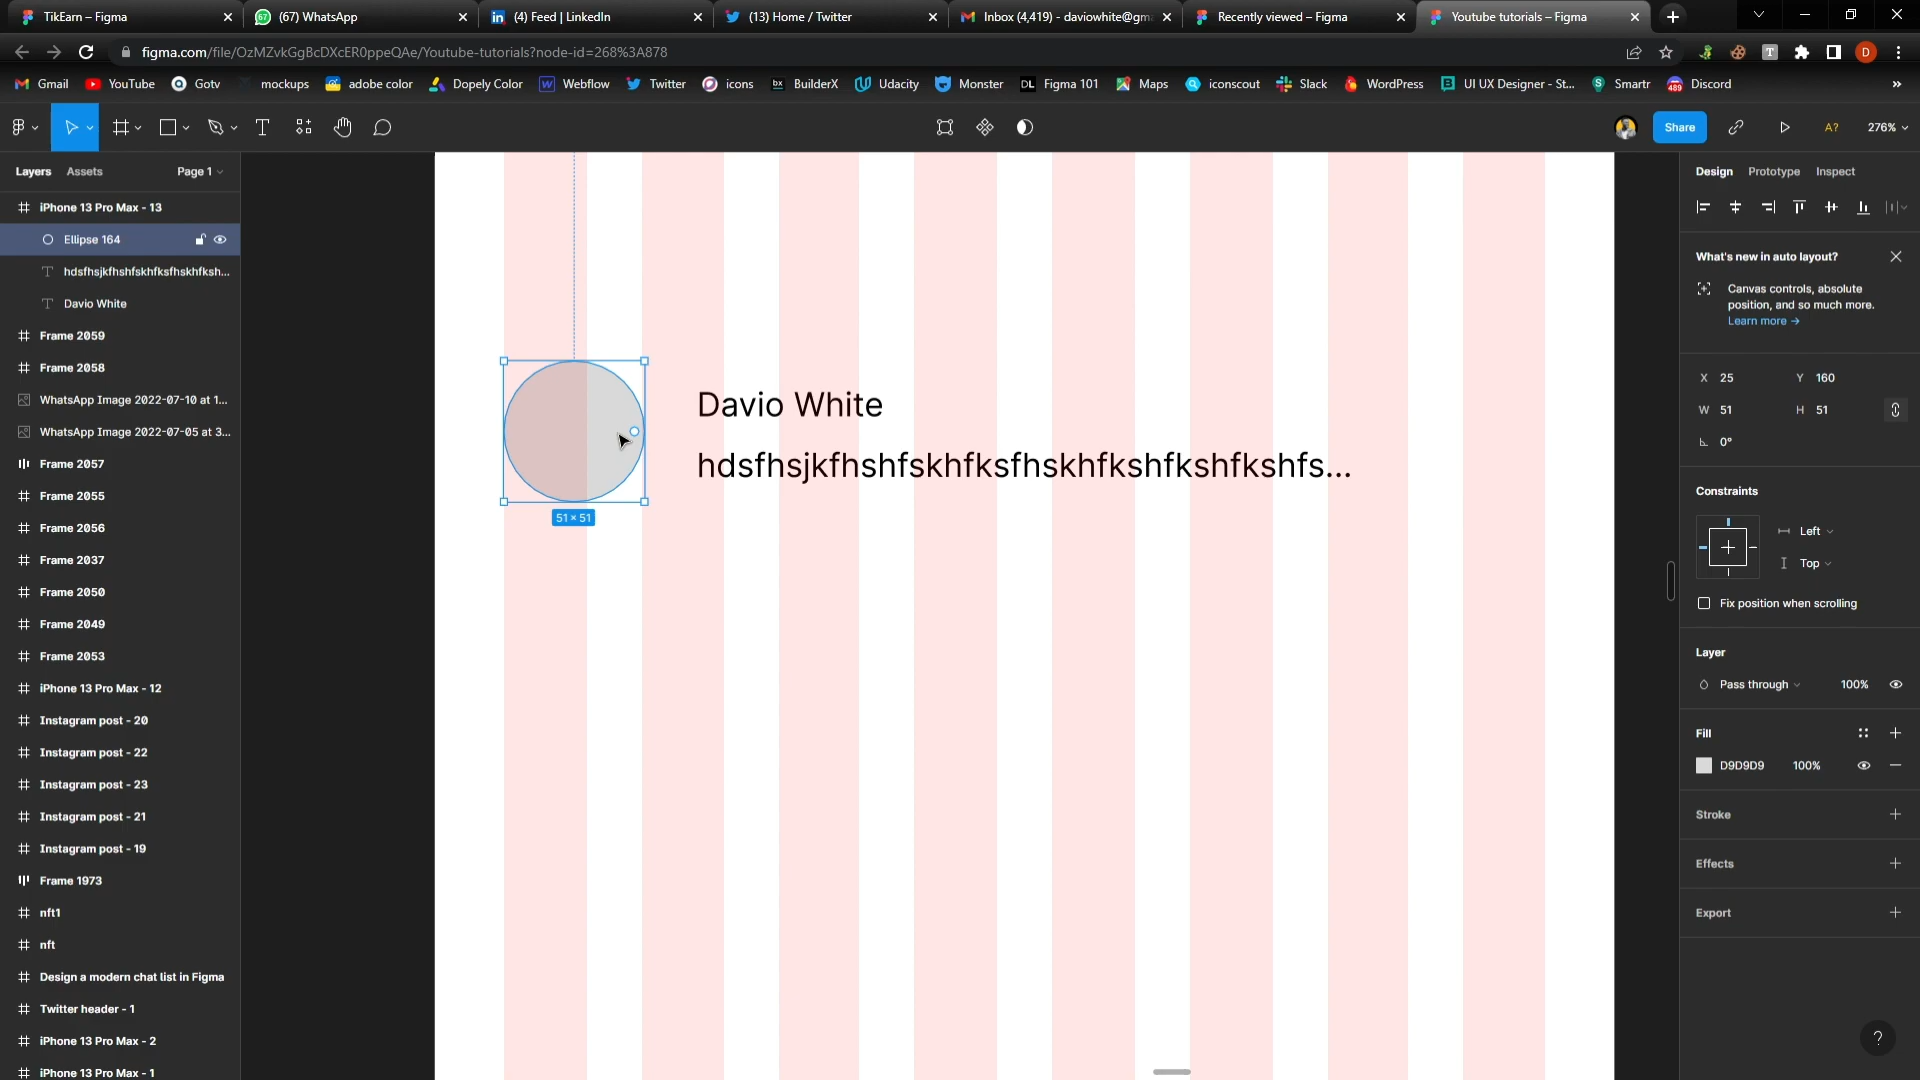 TikEarn – Figma
(67) WhatsApp
(4) Feed | LinkedIn
(13) Home / Twitter
Inbox (4,419) - daviowhite@gm
Recently viewed – Figma
Youtube tutorials – Figma
figma.com/file/OzMZvkGgBcDXcER0ppeQAe/Youtube-tutorials?node-id=268%3A878
Gmail
YouTube
Gotv
mockups
adobe color
Dopely Color
Webflow
Twitter
icons
BuilderX
Udacity
Monster
Figma 101
Maps
iconscout
Slack
WordPress
UI UX Designer - St...
Smartr
Discord
Share
A?
276%
Layers
Assets
Page 1
iPhone 13 Pro Max - 13
Ellipse 164
hdsfhsjkfhshfskhfksfhskhfksh...
Davio White
Frame 2059
Frame 2058
WhatsApp Image 2022-07-10 at 1...
WhatsApp Image 2022-07-05 at 3...
Frame 2057
Frame 2055
Frame 2056
Frame 2037
Frame 2050
Frame 2049
Frame 2053
iPhone 13 Pro Max - 12
Instagram post - 20
Instagram post - 22
Instagram post - 23
Instagram post - 21
Instagram post - 19
Frame 1973
nft1
nft
Design a modern chat list in Figma
Twitter header - 1
iPhone 13 Pro Max - 2
iPhone 13 Pro Max - 1
Davio White
hdsfhsjkfhshfskhfksfhskhfkshfkshfkshfs...
51 × 51
Design
Prototype
Inspect
What's new in auto layout?
Canvas controls, absolute
position, and so much more.
Learn more →
X 25
Y 160
W 51
H 51
0°
Constraints
Left
Top
Fix position when scrolling
Layer
Pass through
100%
Fill
D9D9D9
100%
Stroke
Effects
Export
?